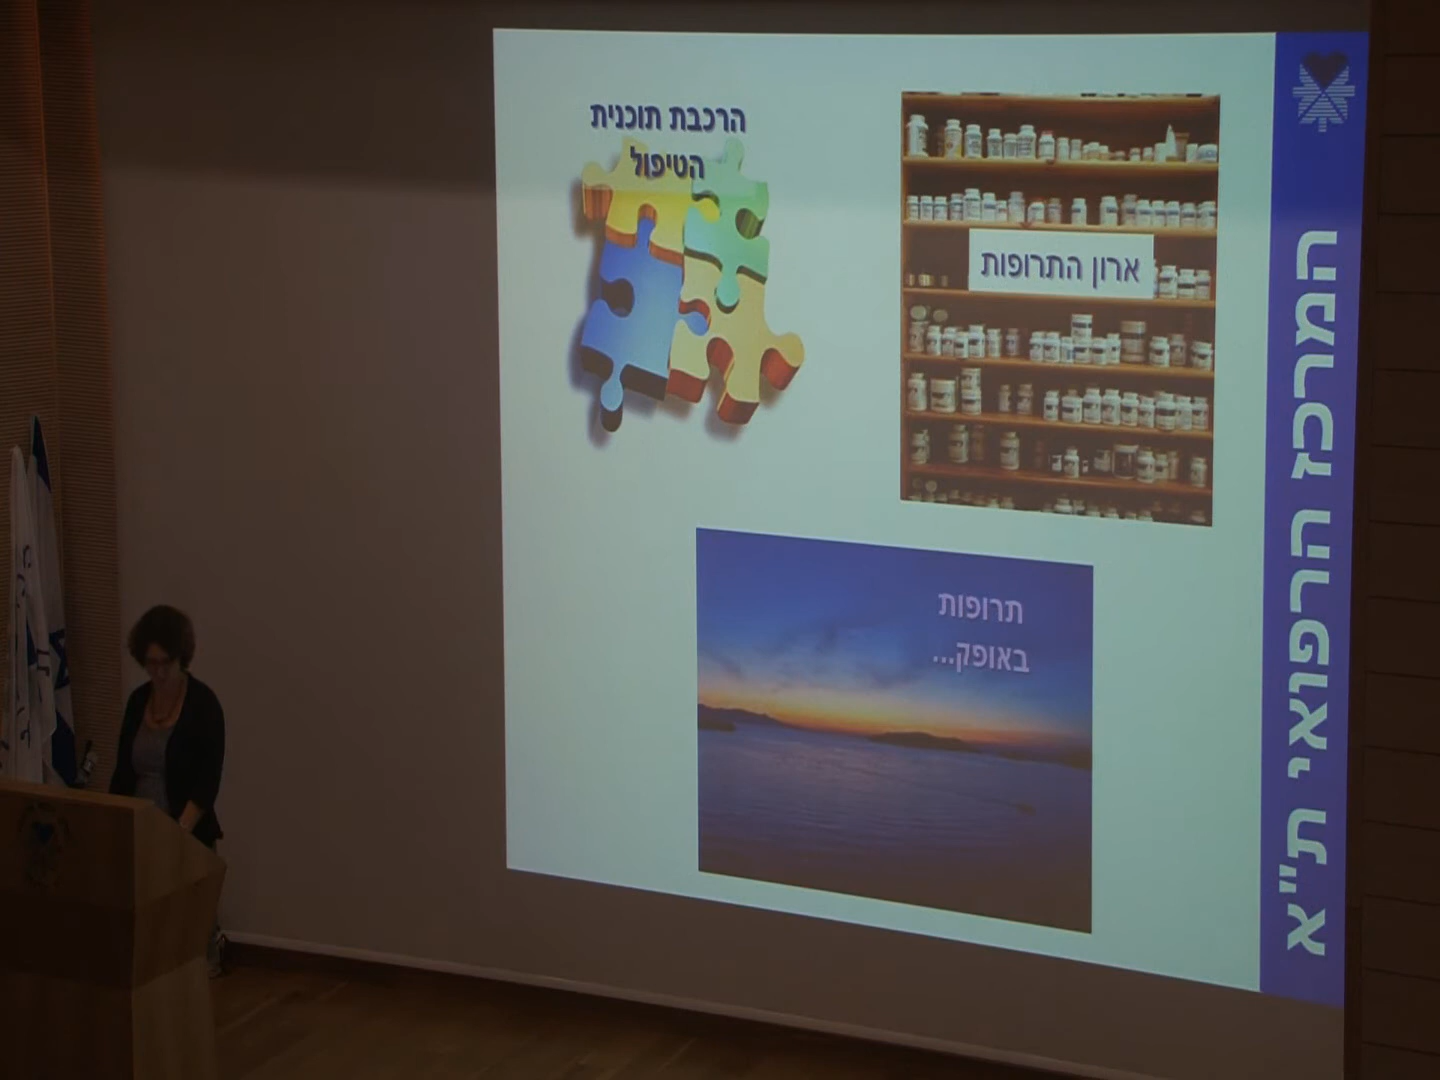 הרכבת תוכנית
הטיפול
ארון התרופות
תרופות
באופק...
המרכז הרפואי ת"א